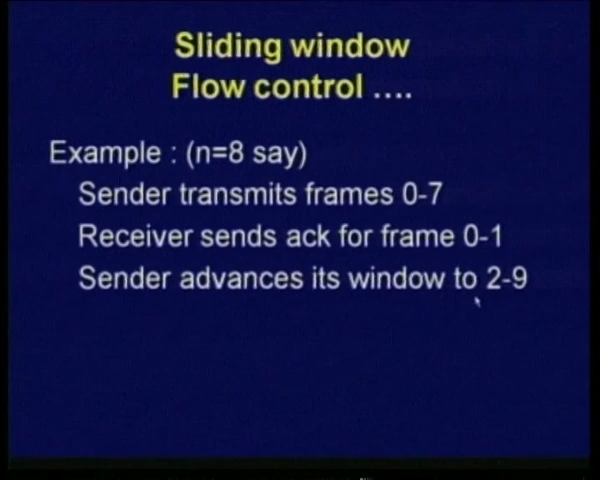 Sliding window
Flow control ....
Example : (n=8 say)
Sender transmits frames 0-7
Receiver sends ack for frame 0-1
Sender advances its window to 2-9